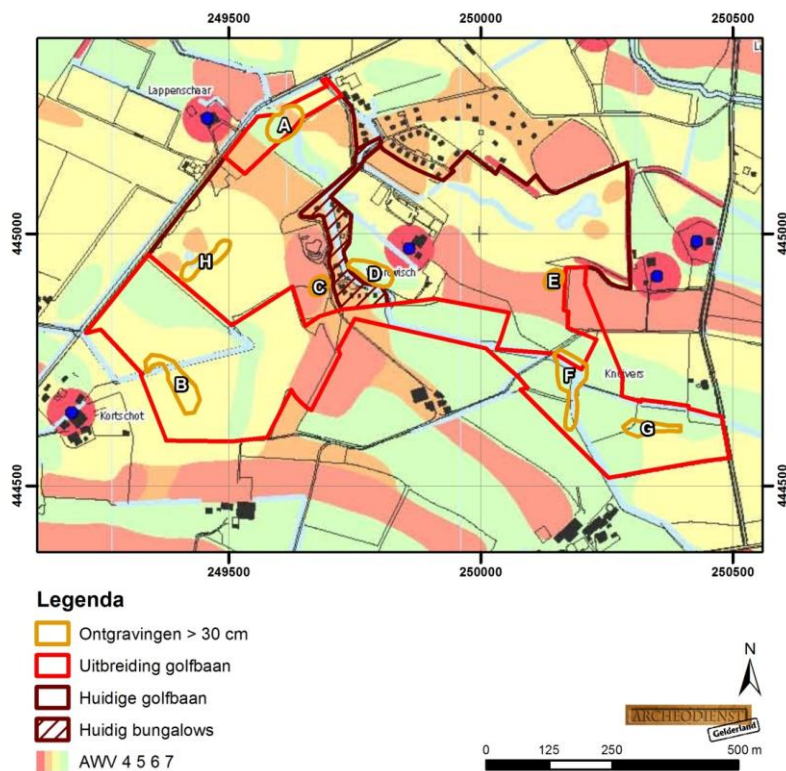 249500 250000 250500
Lappenschaar
A
445000 445000
H
D
C
E
B
F
Kortschot
G
444500 444500
249500 250000 250500
Legenda
Ontgravingen > 30 cm
Uitbreiding golfbaan
Huidige golfbaan
Huidig bungalows
AWV 4 5 6 7
N
ARCHEODIENST
Gelderland
0 125 250 500 m